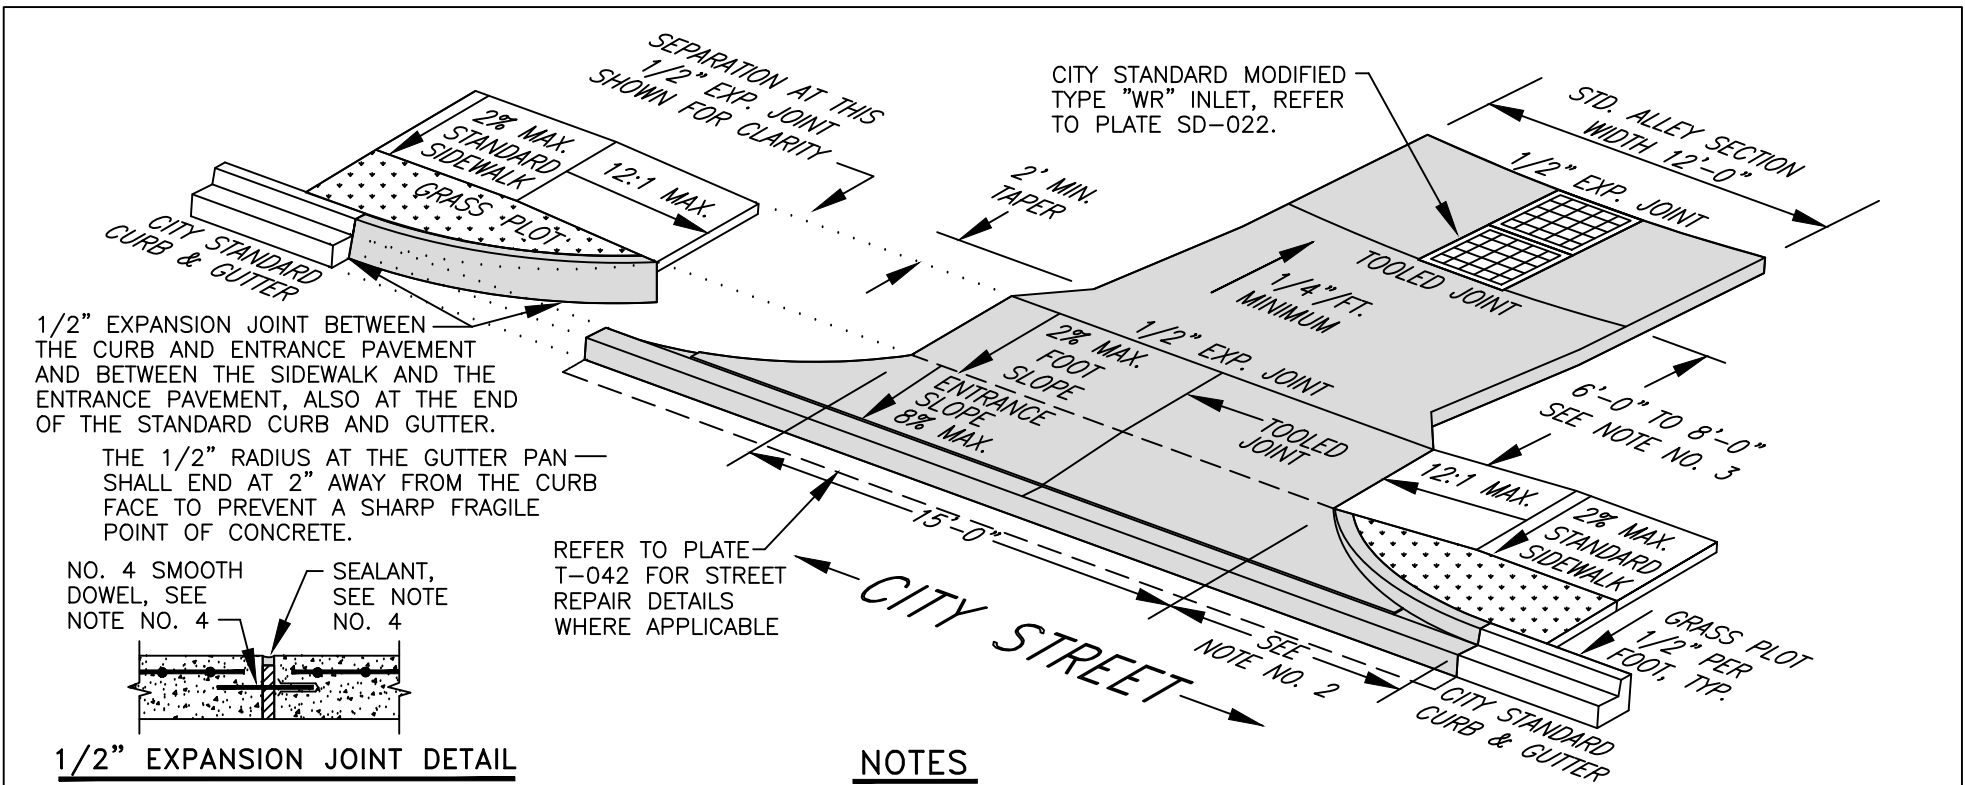 SEPARATION AT THIS
1/2" EXP. JOINT
SHOWN FOR CLARITY
CITY STANDARD MODIFIED
TYPE "WR" INLET, REFER
TO PLATE SD-022.
STD. ALLEY SECTION
WIDTH 12'-0"
1/2" EXP. JOINT
2% MAX.
STANDARD
SIDEWALK
12:1 MAX.
GRASS PLOT
CITY STANDARD
CURB & GUTTER
2' MIN.
TAPER
TOOLED JOINT
1/4"/FT.
MINIMUM
1/2" EXPANSION JOINT BETWEEN
THE CURB AND ENTRANCE PAVEMENT
AND BETWEEN THE SIDEWALK AND THE
ENTRANCE PAVEMENT, ALSO AT THE END
OF THE STANDARD CURB AND GUTTER.
1/2" EXP. JOINT
2% MAX.
FOOT
SLOPE
ENTRANCE
SLOPE
8% MAX.
TOOLED
JOINT
6'-0" TO 8'-0"
SEE NOTE NO. 3
THE 1/2" RADIUS AT THE GUTTER PAN
SHALL END AT 2" AWAY FROM THE CURB
FACE TO PREVENT A SHARP FRAGILE
POINT OF CONCRETE.
12:1 MAX.
2% MAX.
STANDARD
SIDEWALK
15'-0"
REFER TO PLATE
T-042 FOR STREET
REPAIR DETAILS
WHERE APPLICABLE
CITY STREET
SEE
NOTE NO. 2
GRASS PLOT
1/2" PER
FOOT, TYP.
CITY STANDARD
CURB & GUTTER
NO. 4 SMOOTH
DOWEL, SEE
NOTE NO. 4
SEALANT,
SEE NOTE
NO. 4
1/2" EXPANSION JOINT DETAIL
NOTES